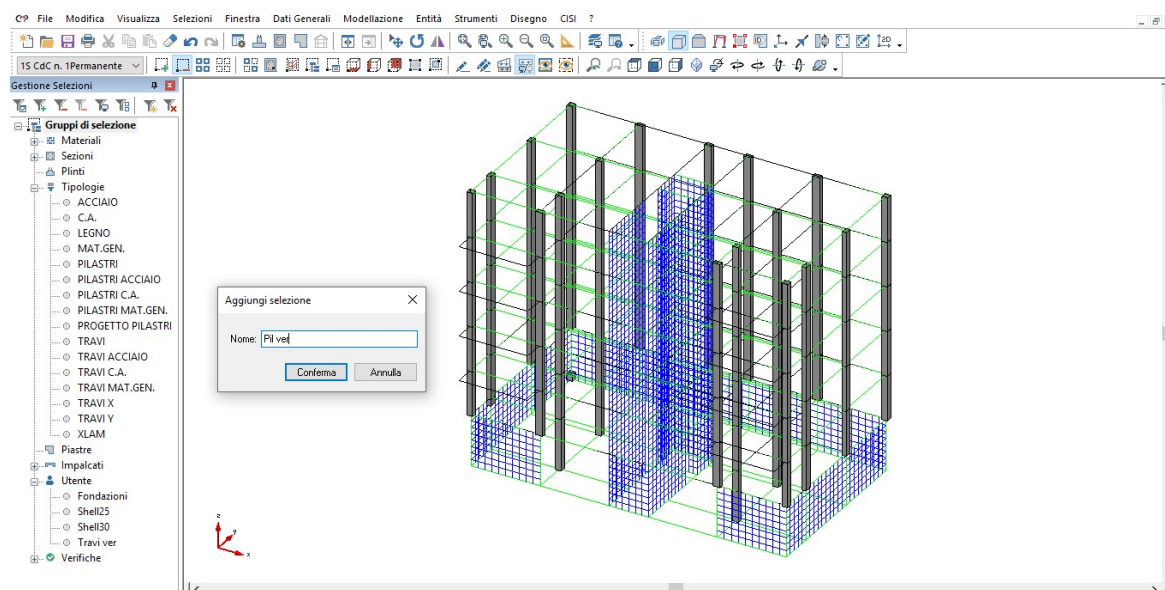 File Modifica Visualizza Selezioni Finestra Dati Generali Modellazione Entità Strumenti Disegno CISI ?
1S CdC n. 1Permanente
Gestione Selezioni
Gruppi di selezione
Materiali
Sezioni
Plinti
Tipologie
ACCIAIO
C.A.
LEGNO
MAT.GEN.
PILASTRI
PILASTRI ACCIAIO
PILASTRI C.A.
PILASTRI MAT.GEN.
PROGETTO PILASTRI
TRAVI
TRAVI ACCIAIO
TRAVI C.A.
TRAVI MAT.GEN.
TRAVI X
TRAVI Y
XLAM
Piastre
Impalcati
Utente
Fondazioni
Shell25
Shell30
Travi ver
Verifiche
Aggiungi selezione
Nome: Pil ver
Conferma Annulla
z
y
x